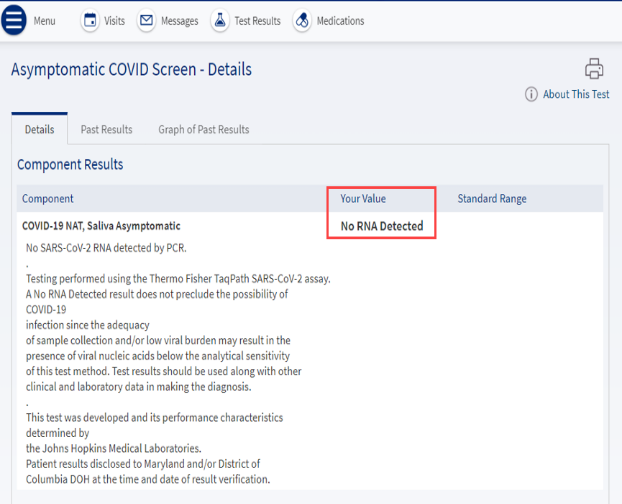 Menu Visits Messages Test Results Medications
Asymptomatic COVID Screen - Details
About This Test
Details Past Results Graph of Past Results
Component Results
Component Your Value Standard Range
COVID-19 NAT, Saliva Asymptomatic No RNA Detected
No SARS-CoV-2 RNA detected by PCR.
.
Testing performed using the Thermo Fisher TaqPath SARS-CoV-2 assay.
A No RNA Detected result does not preclude the possibility of
COVID-19
infection since the adequacy
of sample collection and/or low viral burden may result in the
presence of viral nucleic acids below the analytical sensitivity
of this test method. Test results should be used along with other
clinical and laboratory data in making the diagnosis.
.
This test was developed and its performance characteristics
determined by
the Johns Hopkins Medical Laboratories.
Patient results disclosed to Maryland and/or District of
Columbia DOH at the time and date of result verification.